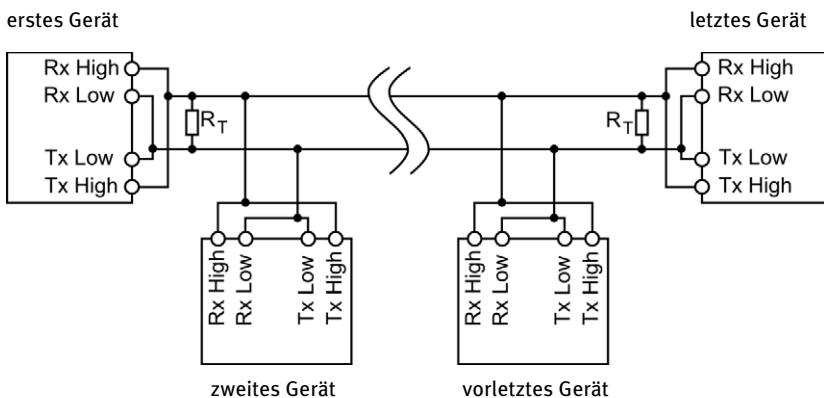 erstes Gerät
letztes Gerät
Rx High
Rx Low
Tx Low
Tx High
R_T
R_T
Rx High
Rx Low
Tx Low
Tx High
Rx High
Rx Low
Tx Low
Tx High
Rx High
Rx Low
Tx Low
Tx High
zweites Gerät
vorletztes Gerät